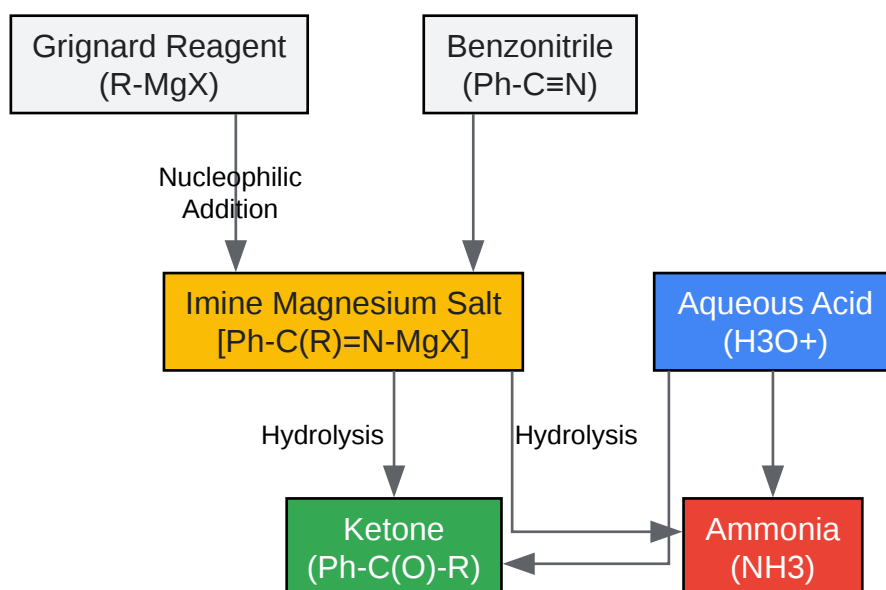 Grignard Reagent
(R-MgX)
Benzonitrile
(Ph-C≡N)
Nucleophilic
Addition
Imine Magnesium Salt
[Ph-C(R)=N-MgX]
Aqueous Acid
(H3O+)
Hydrolysis
Hydrolysis
Ketone
(Ph-C(O)-R)
Ammonia
(NH3)